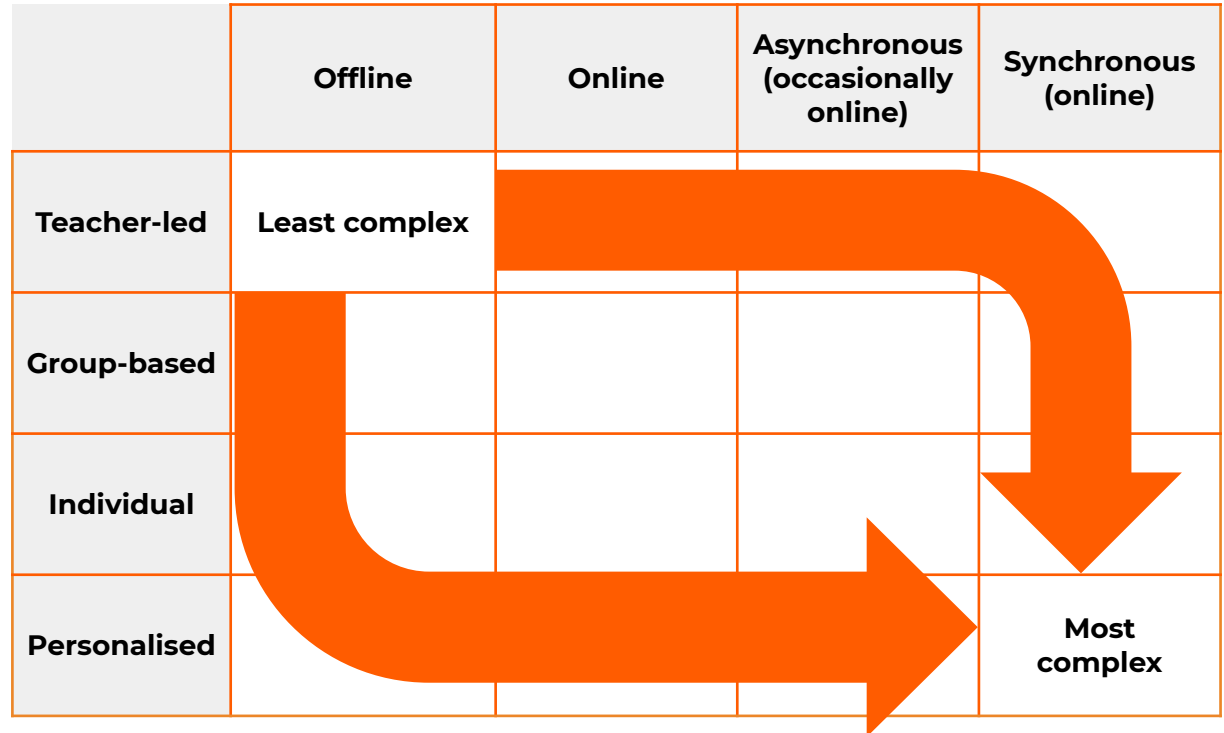 Offline
Online
Asynchronous
(occasionally
online)
Synchronous
(online)
Teacher-led
Least complex
Group-based
Individual
Personalised
Most
complex